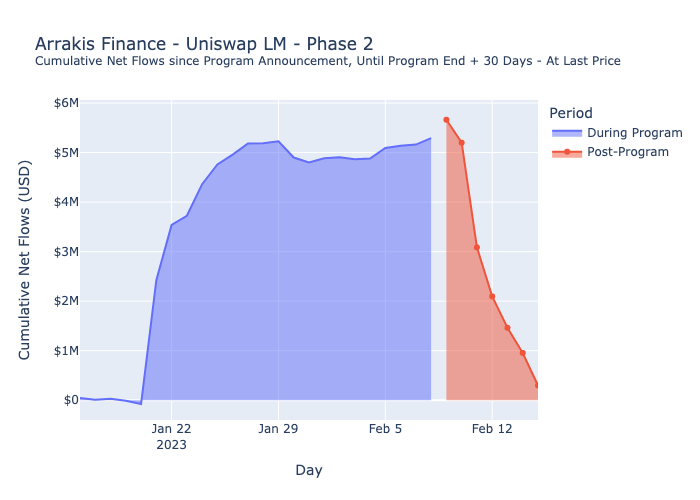 Arrakis Finance - Uniswap LM - Phase 2
Cumulative Net Flows since Program Announcement, Until Program End + 30 Days - At Last Price
Period
During Program
Post-Program
Cumulative Net Flows (USD)
$6M
$5M
$4M
$3M
$2M
$1M
$0
Jan 22
2023
Jan 29
Feb 5
Feb 12
Day